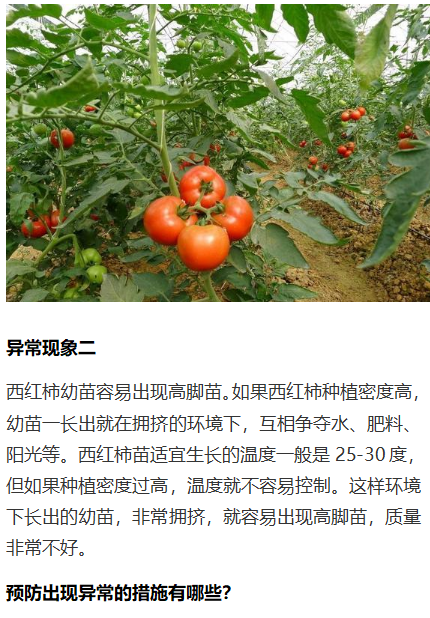 异常现象二
西红柿幼苗容易出现高脚苗。如果西红柿种植密度高，
幼苗一长出就在拥挤的环境下，互相争夺水、肥料、
阳光等。西红柿苗适宜生长的温度一般是 25-30 度，
但如果种植密度过高，温度就不容易控制。这样环境
下长出的幼苗，非常拥挤，就容易出现高脚苗，质量
非常不好。
预防出现异常的措施有哪些？